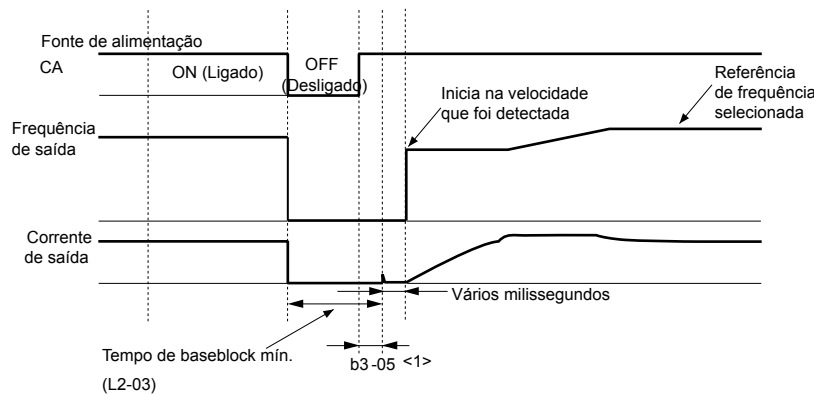 Fonte de alimentação
CA
ON (Ligado)
OFF
(Desligado)
Inicia na velocidade
que foi detectada
Referência
de frequência
selecionada
Frequência
de saída
Corrente
de saída
Vários milissegundos
Tempo de baseblock mín.
(L2-03)
b3 -05 <1>